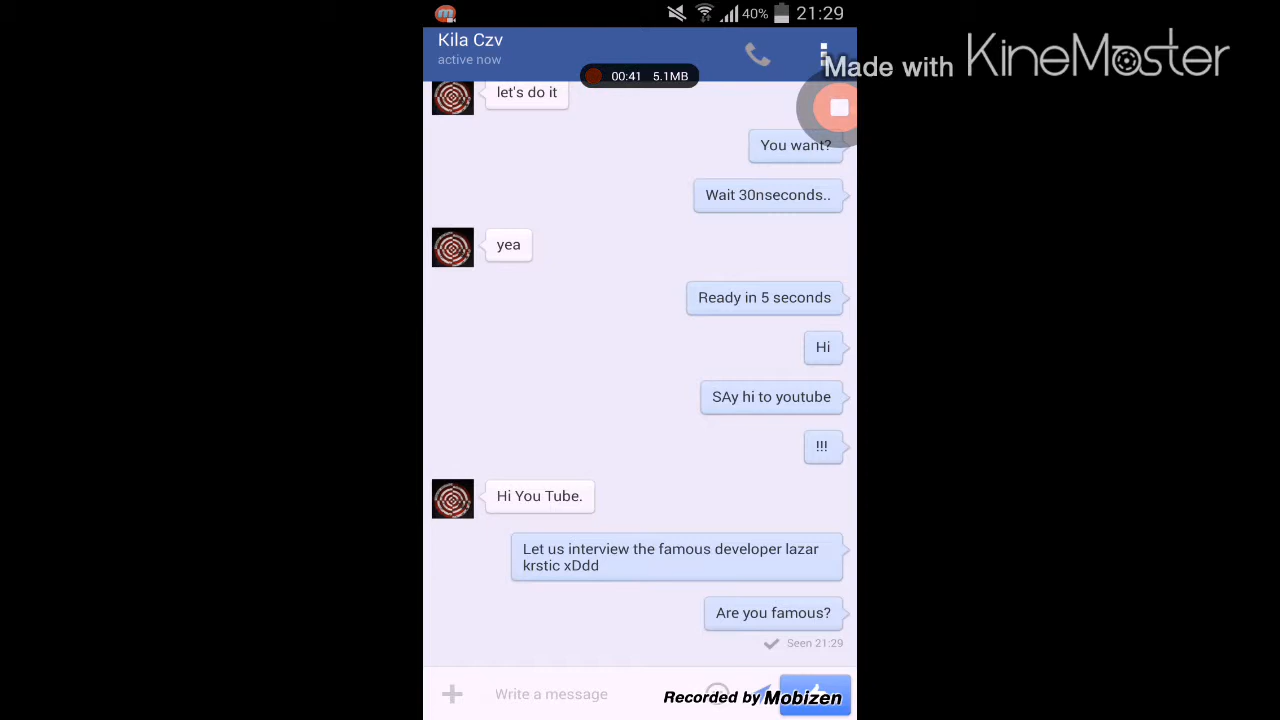 40% 21:29
Kila Czv
active now
00:41 5.1MB
Made with KINEMASTER
let's do it
You want?
Wait 30nseconds..
yea
Ready in 5 seconds
Hi
SAy hi to youtube
!!!
Hi You Tube.
Let us interview the famous developer lazar
krstic xDdd
Are you famous?
Seen 21:29
Write a message
Recorded by Mobizen